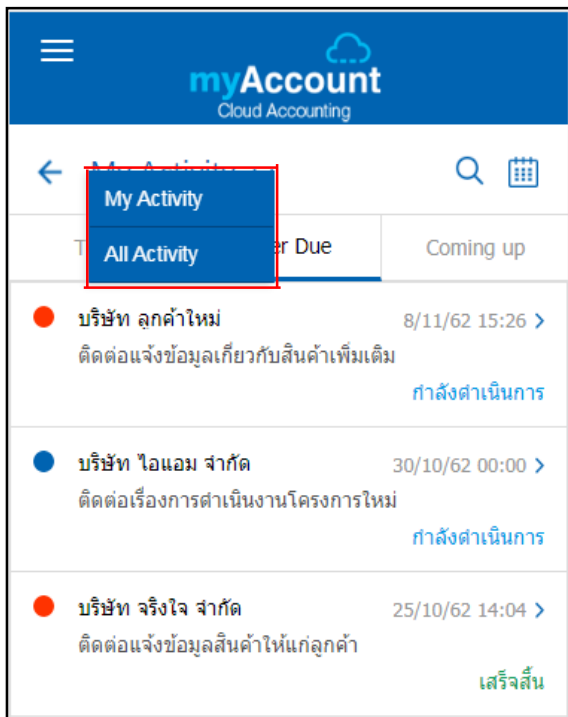 myAccount
Cloud Accounting
My Activity
All Activity
Due
Coming up
บริษัท ลูกค้าใหม่ 8/11/62 15:26
ติดต่อแจ้งข้อมูลเกี่ยวกับสินค้าเพิ่มเติม
กำลังดำเนินการ
บริษัท ไอแอม จำกัด 30/10/62 00:00
ติดต่อเรื่องการดำเนินงานโครงการใหม่
กำลังดำเนินการ
บริษัท จริงใจ จำกัด 25/10/62 14:04
ติดต่อแจ้งข้อมูลสินค้าให้แก่ลูกค้า
เสร็จสิ้น